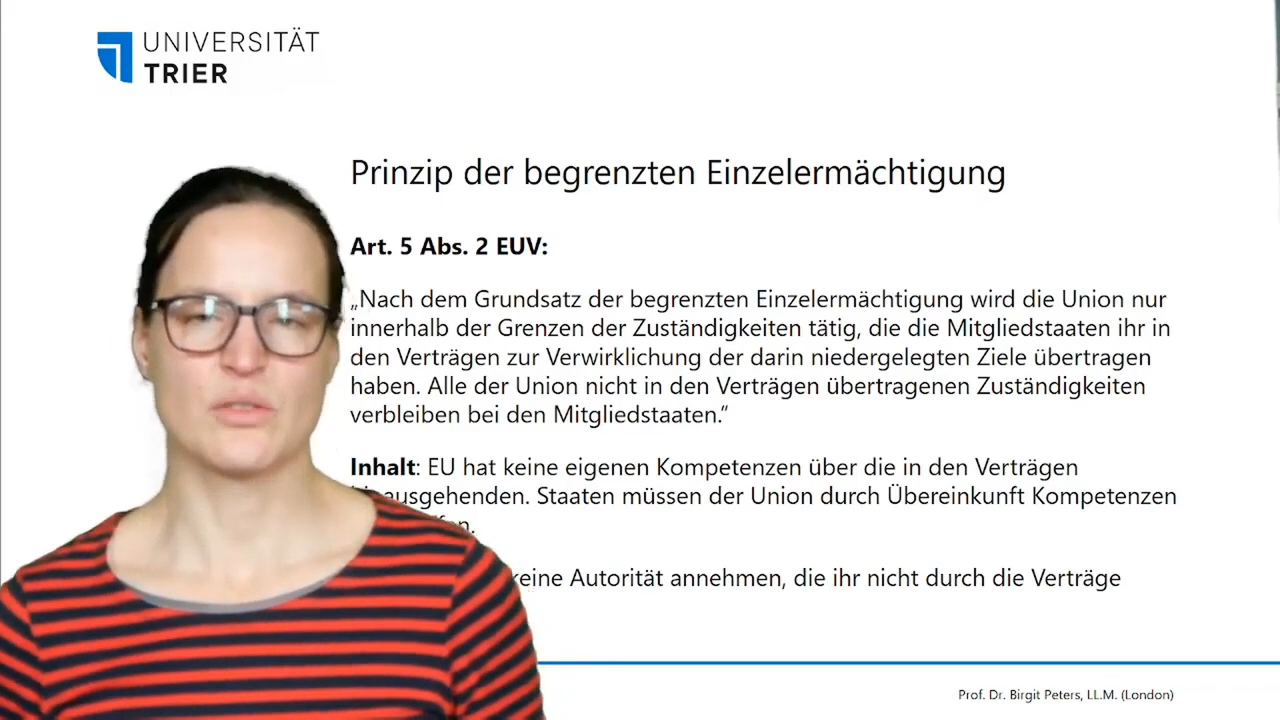 UNIVERSITÄT
TRIER
Prinzip der begrenzten Einzelermächtigung
Art. 5 Abs. 2 EUV:
„Nach dem Grundsatz der begrenzten Einzelermächtigung wird die Union nur
innerhalb der Grenzen der Zuständigkeiten tätig, die die Mitgliedstaaten ihr in
den Verträgen zur Verwirklichung der darin niedergelegten Ziele übertragen
haben. Alle der Union nicht in den Verträgen übertragenen Zuständigkeiten
verbleiben bei den Mitgliedstaaten.“
Inhalt: EU hat keine eigenen Kompetenzen über die in den Verträgen
hinausgehenden. Staaten müssen der Union durch Übereinkunft Kompetenzen
keine Autorität annehmen, die ihr nicht durch die Verträge
Prof. Dr. Birgit Peters, LL.M. (London)